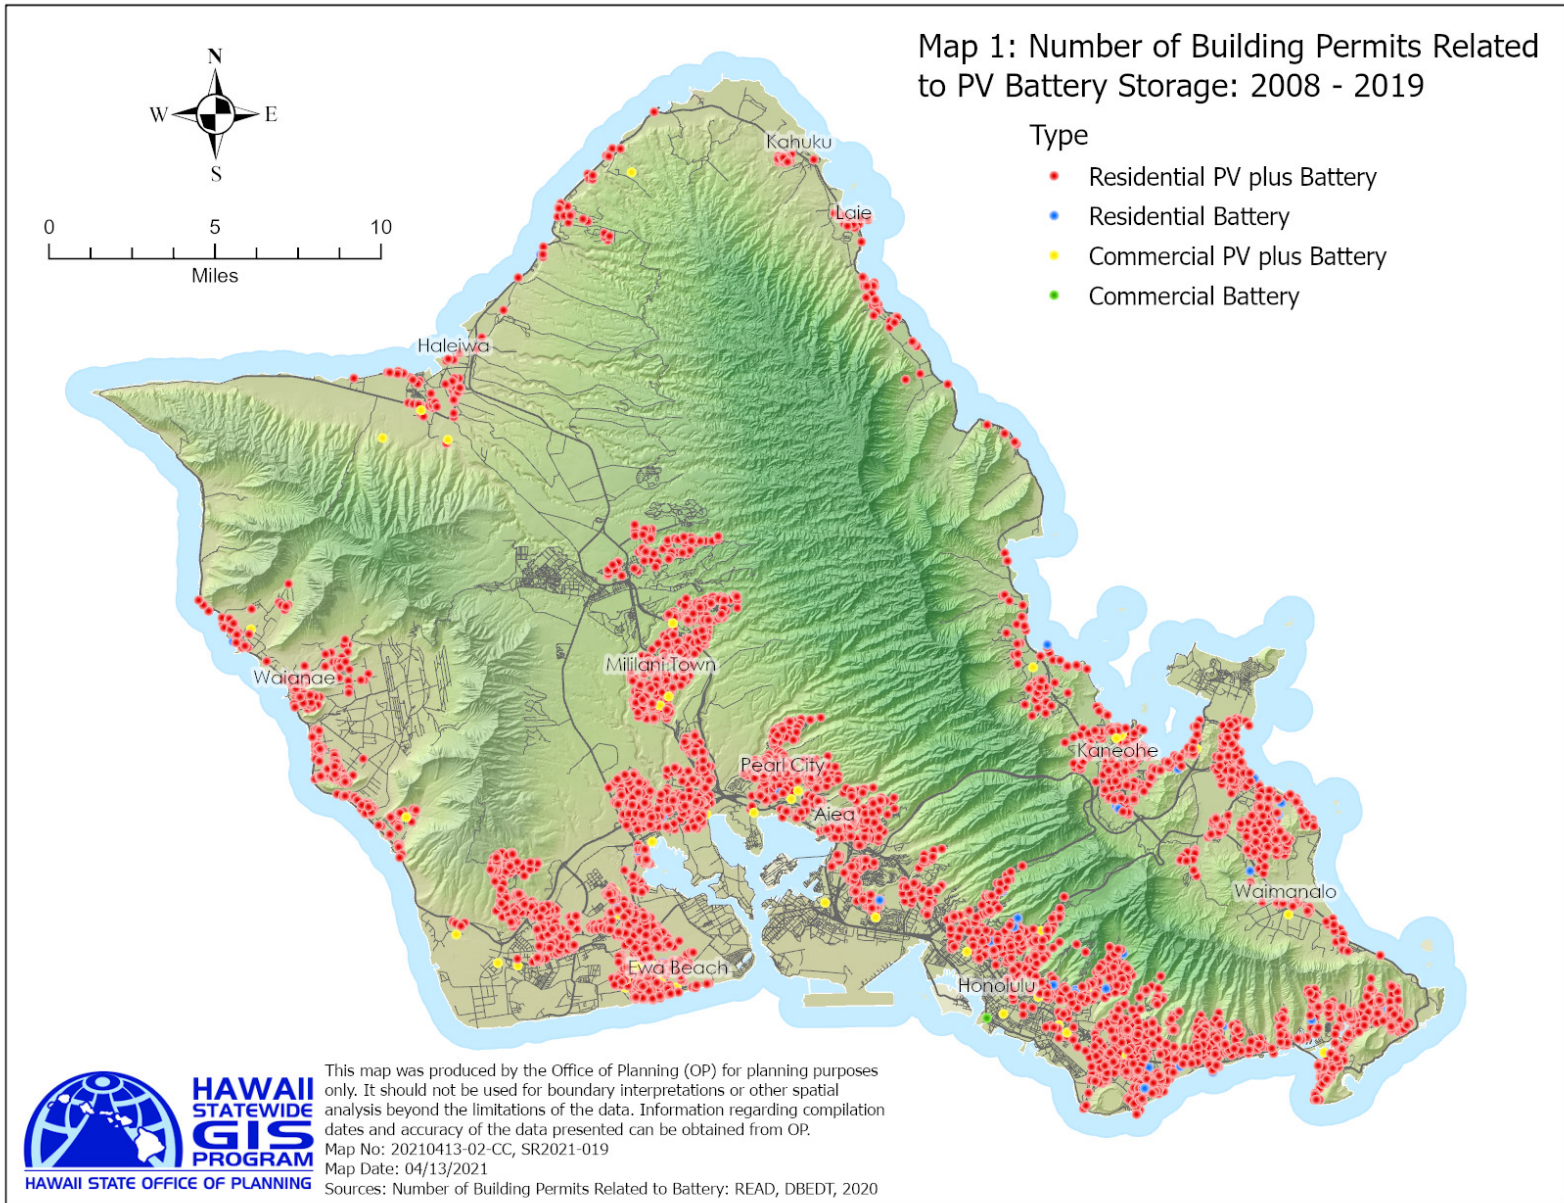 Map 1: Number of Building Permits Related
to PV Battery Storage: 2008 - 2019
N
W
E
S
0
5
10
Miles
Type
Residential PV plus Battery
Residential Battery
Commercial PV plus Battery
Commercial Battery
Kahuku
Laie
Haleiwa
Mililani Town
Waianae
Kaneohe
Pearl City
Aiea
Waimanalo
Ewa Beach
Honolulu
HAWAII
STATEWIDE
GIS
PROGRAM
HAWAII STATE OFFICE OF PLANNING
This map was produced by the Office of Planning (OP) for planning purposes
only. It should not be used for boundary interpretations or other spatial
analysis beyond the limitations of the data. Information regarding compilation
dates and accuracy of the data presented can be obtained from OP.
Map No: 20210413-02-CC, SR2021-019
Map Date: 04/13/2021
Sources: Number of Building Permits Related to Battery: READ, DBEDT, 2020